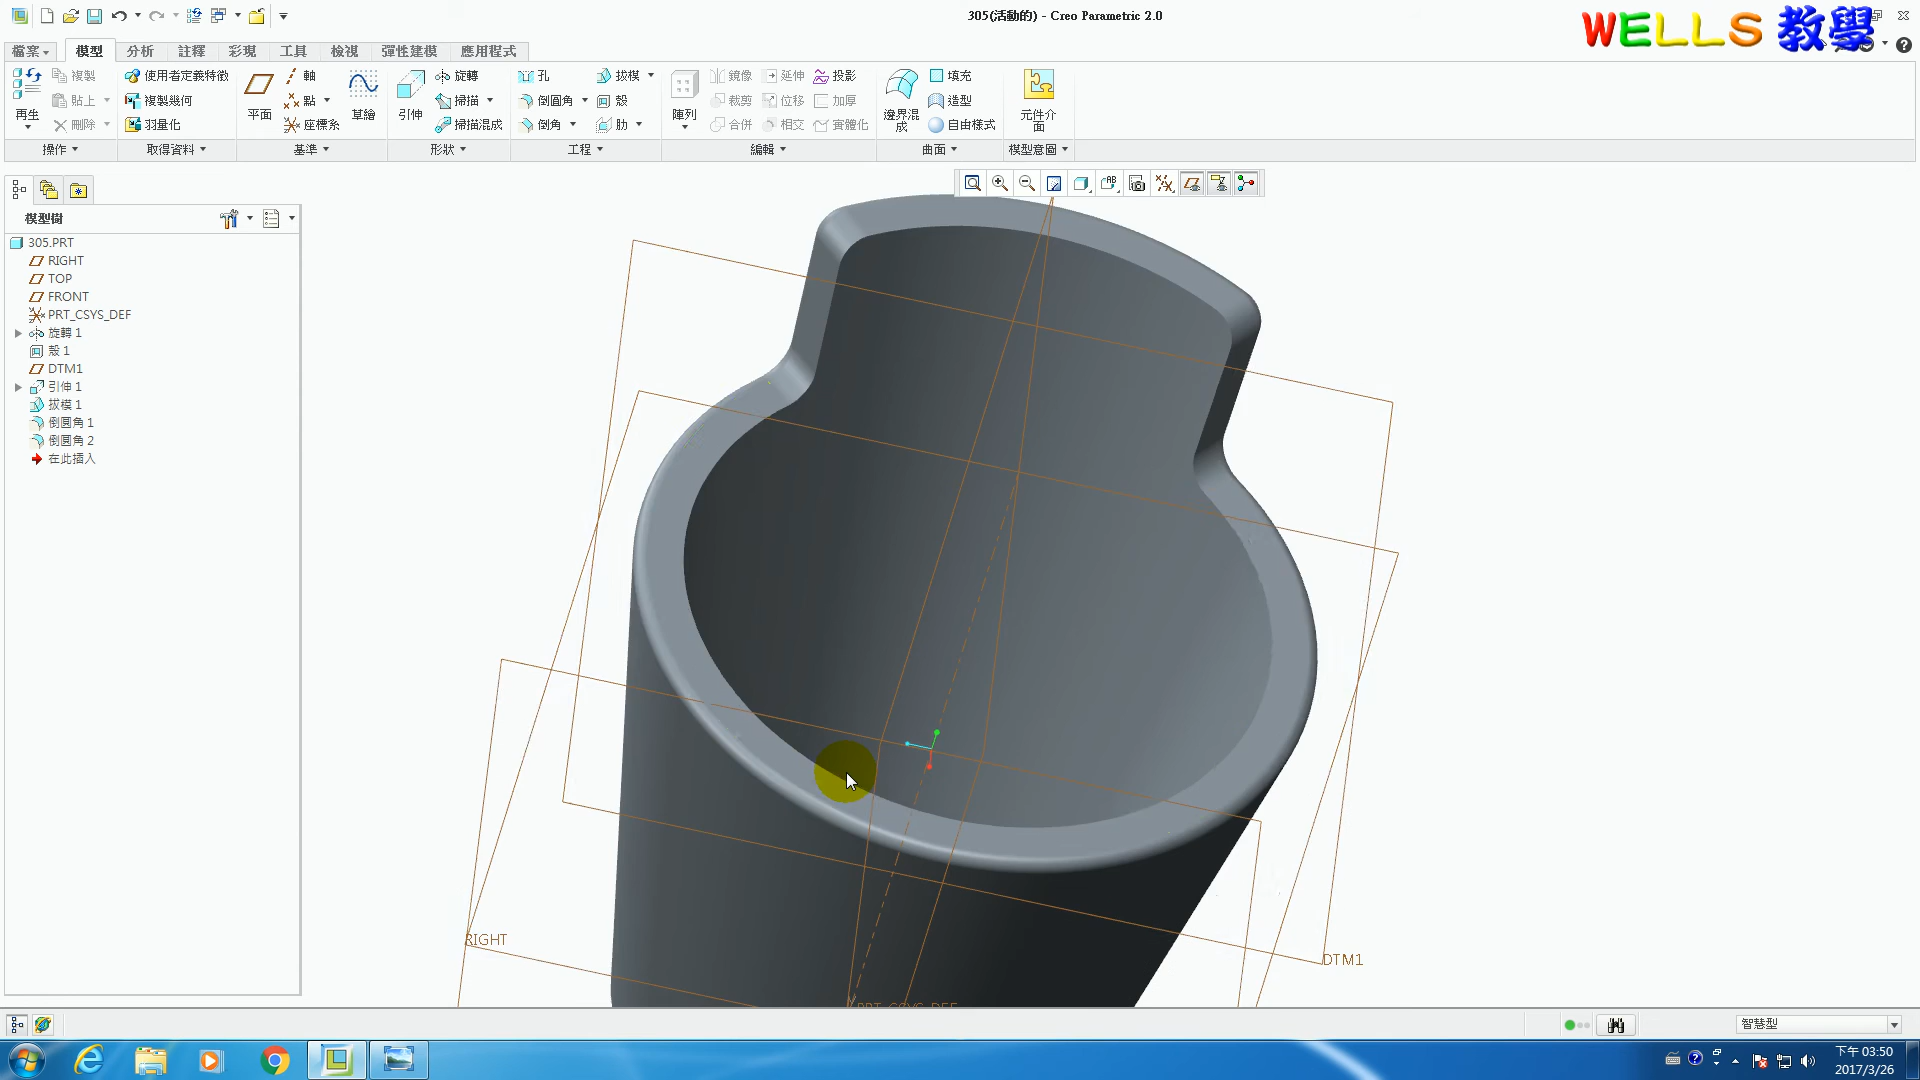 305(活動的) - Creo Parametric 2.0
WELLS 教學
檔案
模型
分析
註釋
彩現
工具
檢視
彈性建模
應用程式
再生
複製
貼上
刪除
使用者定義特徵
複製幾何
羽量化
平面
軸
點
座標系
草繪
引伸
旋轉
掃描
掃描混成
孔
倒圓角
倒角
拔模
殼
肋
陣列
鏡像
裁剪
合併
延伸
位移
相交
投影
加厚
實體化
邊界混成
填充
造型
自由樣式
元件介面
操作
取得資料
基準
形狀
工程
編輯
曲面
模型意圖
模型樹
305.PRT
RIGHT
TOP
FRONT
PRT_CSYS_DEF
旋轉 1
殼 1
DTM1
引伸 1
拔模 1
倒圓角 1
倒圓角 2
在此插入
RIGHT
DTM1
PRT_CSYS_DEF
智慧型
下午 03:50
2017/3/26